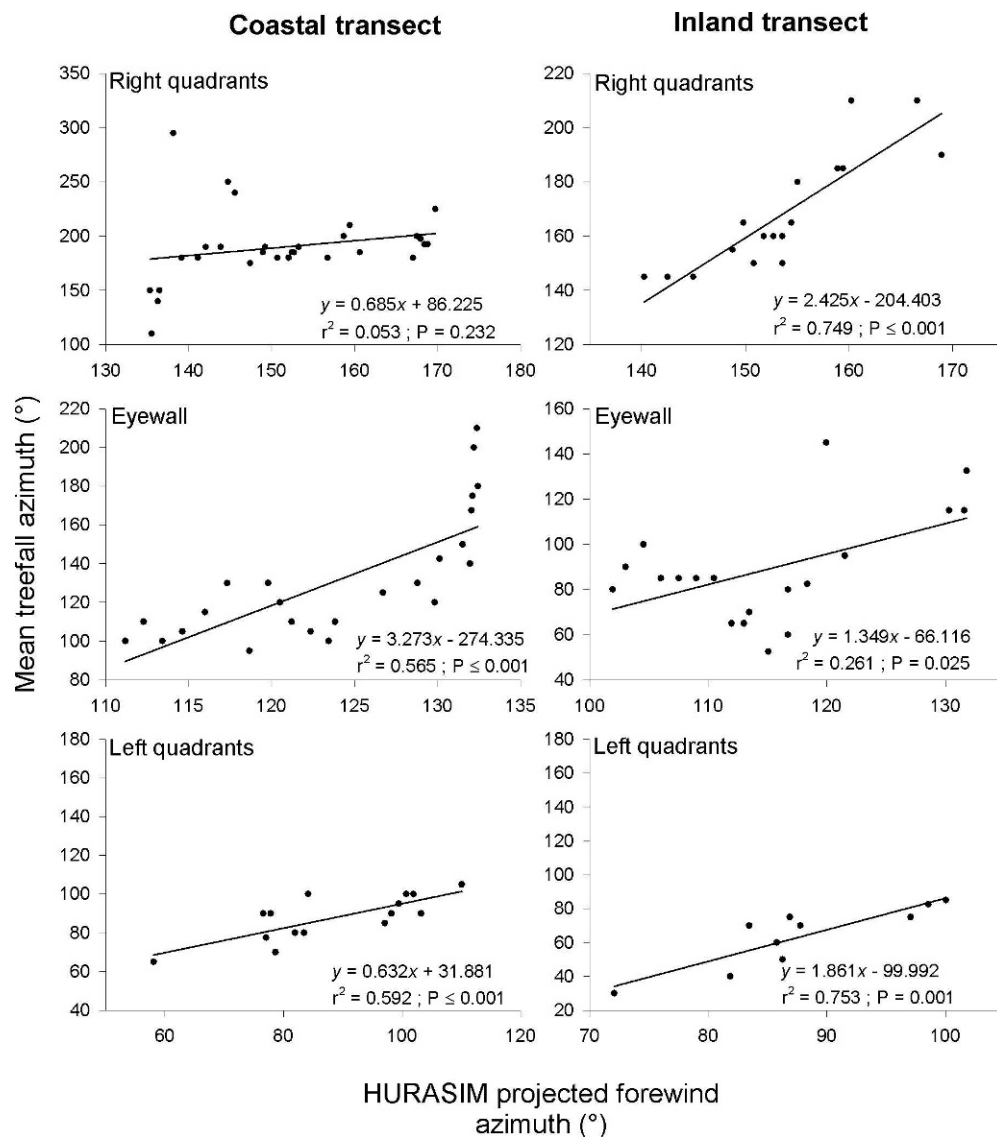 Coastal transect
Inland transect
Right quadrants
350
300
250
200
150
100
130 140 150 160 170 180
y = 0.685x + 86.225
r² = 0.053 ; P = 0.232
Right quadrants
220
200
180
160
140
120
140 150 160 170
y = 2.425x - 204.403
r² = 0.749 ; P ≤ 0.001
Mean treefall azimuth (°)
Eyewall
220
200
180
160
140
120
100
80
110 115 120 125 130 135
y = 3.273x - 274.335
r² = 0.565 ; P ≤ 0.001
Eyewall
160
140
120
100
80
60
40
100 110 120 130
y = 1.349x - 66.116
r² = 0.261 ; P = 0.025
Left quadrants
180
160
140
120
100
80
60
40
60 80 100 120
y = 0.632x + 31.881
r² = 0.592 ; P ≤ 0.001
Left quadrants
180
160
140
120
100
80
60
40
20
70 80 90 100
y = 1.861x - 99.992
r² = 0.753 ; P = 0.001
HURASIM projected forewind
azimuth (°)